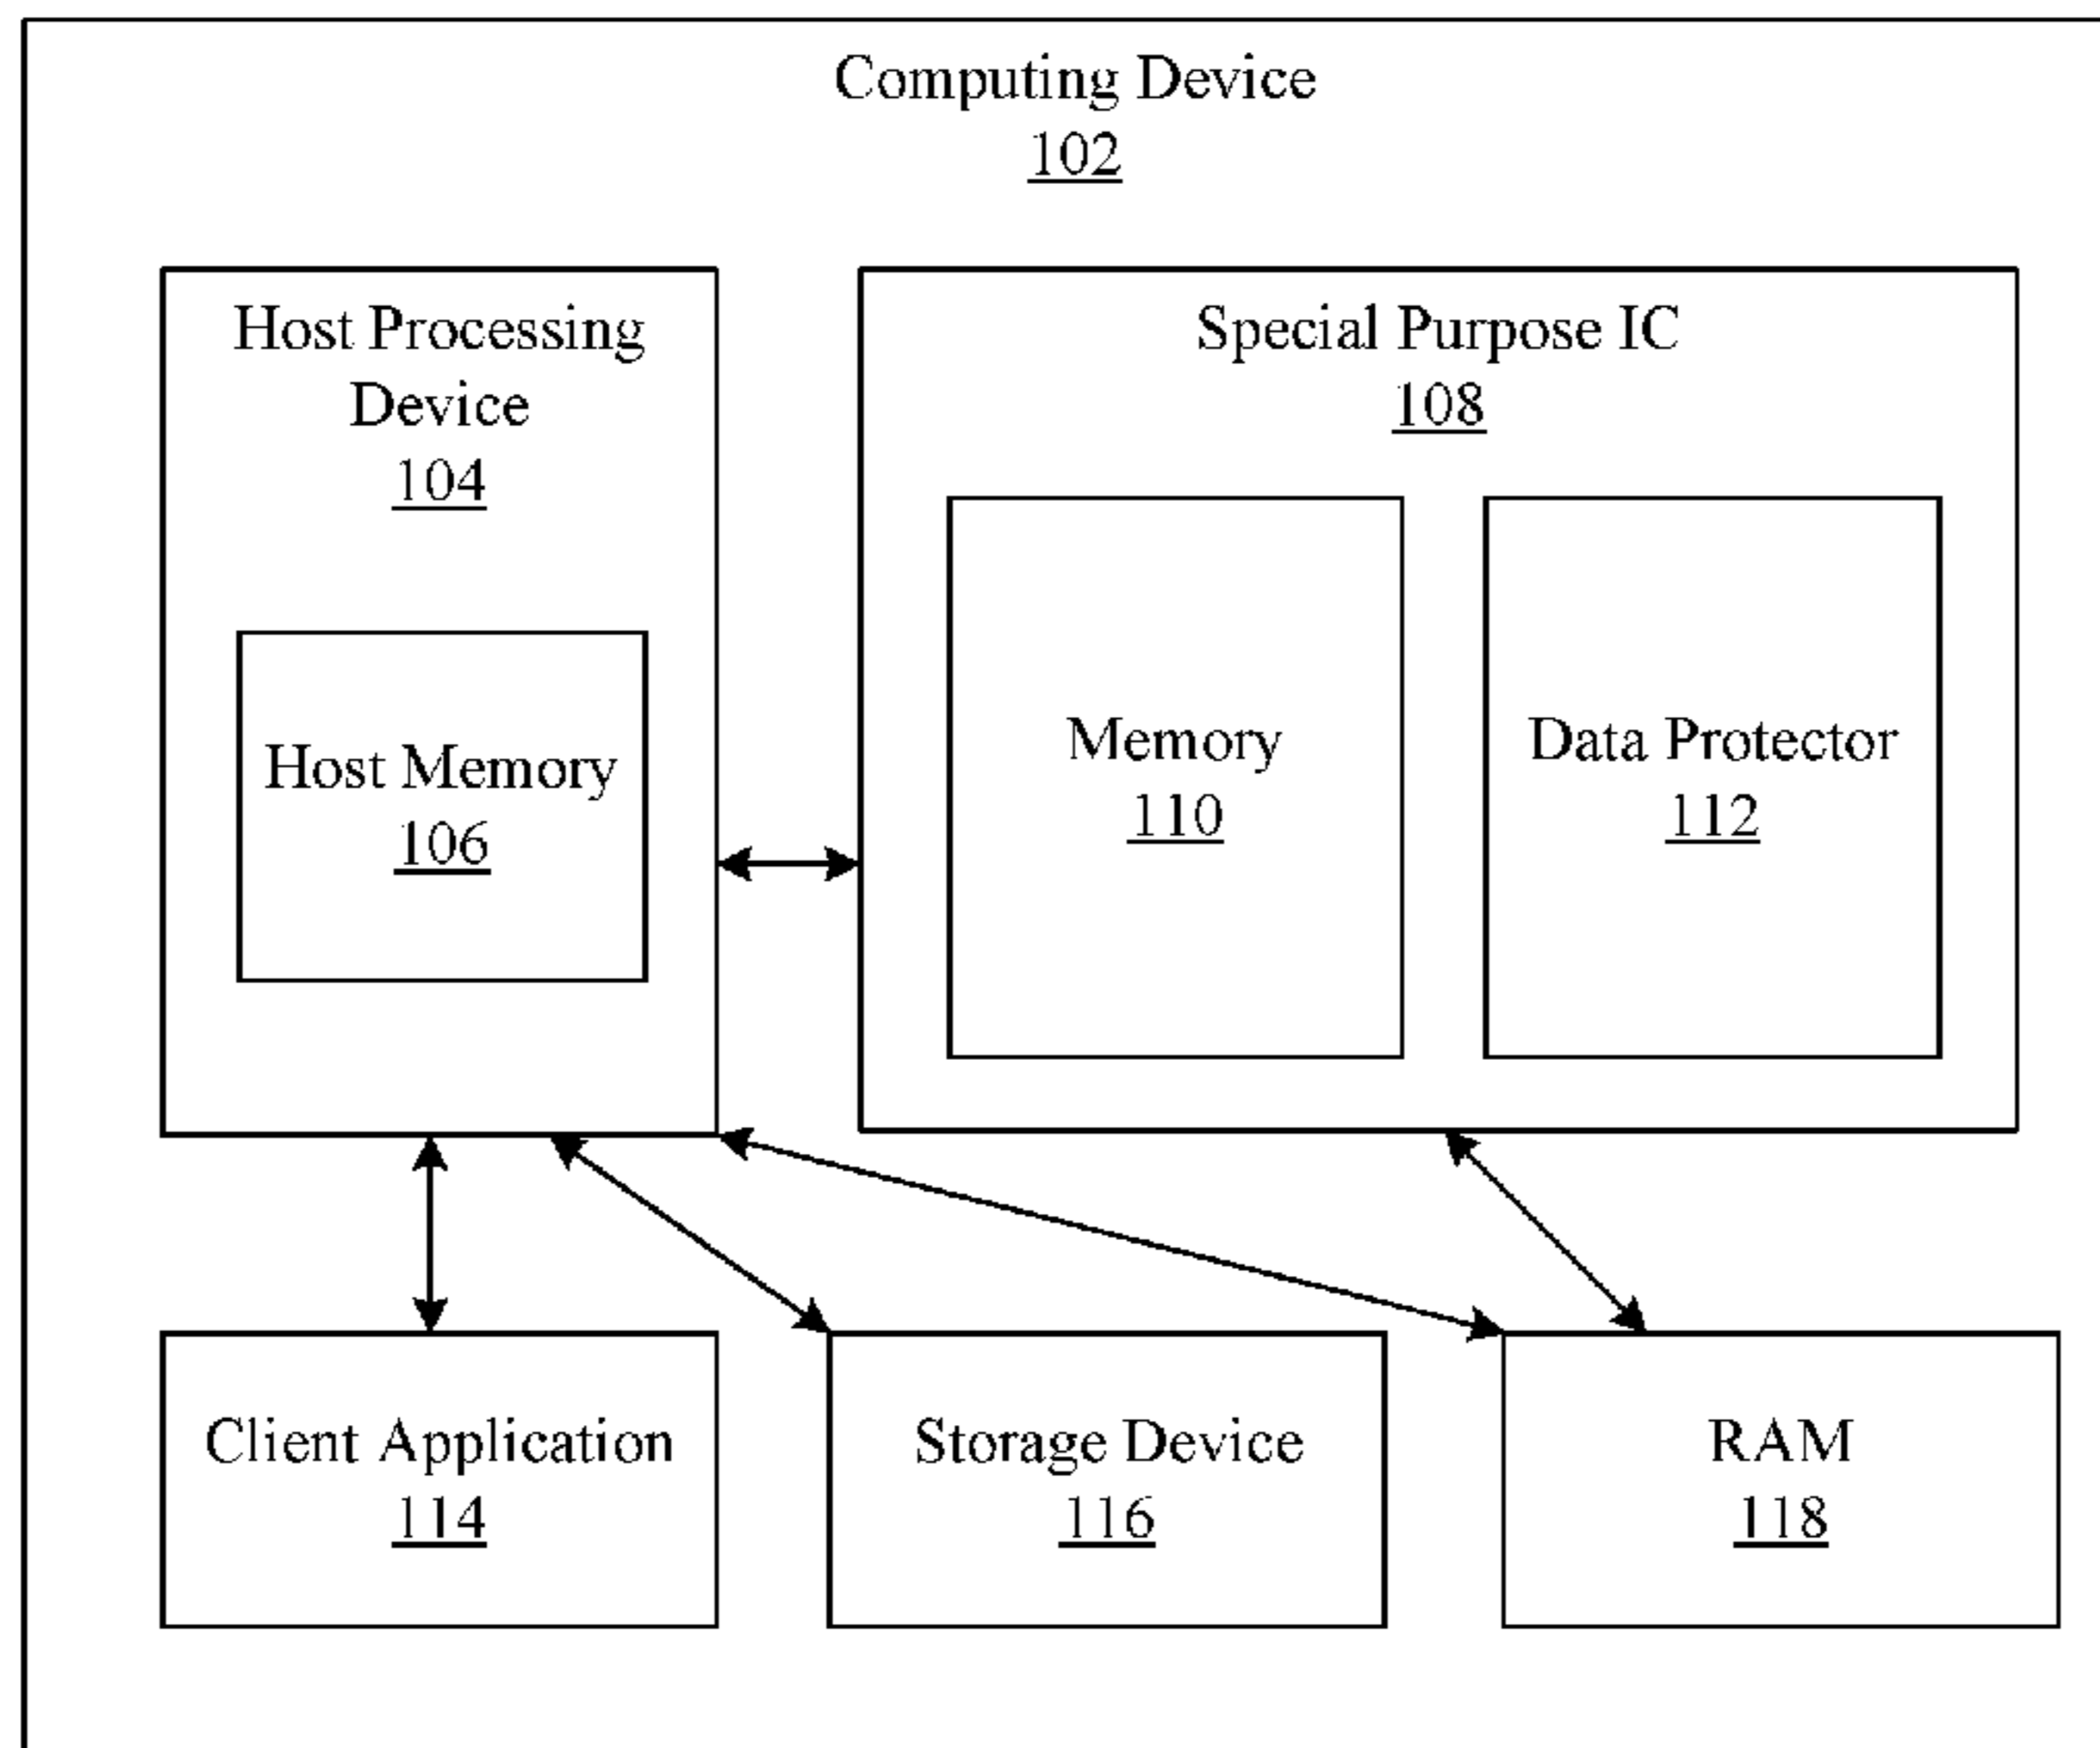 Computing Device
102
Host Processing
Device
104
Host Memory
106
Special Purpose IC
108
Memory
110
Data Protector
112
Client Application
114
Storage Device
116
RAM
118